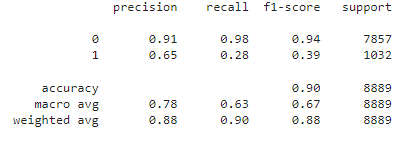 precision recall f1-score support
0 0.91 0.98 0.94 7857
1 0.65 0.28 0.39 1032
accuracy 0.90 8889
macro avg 0.78 0.63 0.67 8889
weighted avg 0.88 0.90 0.88 8889